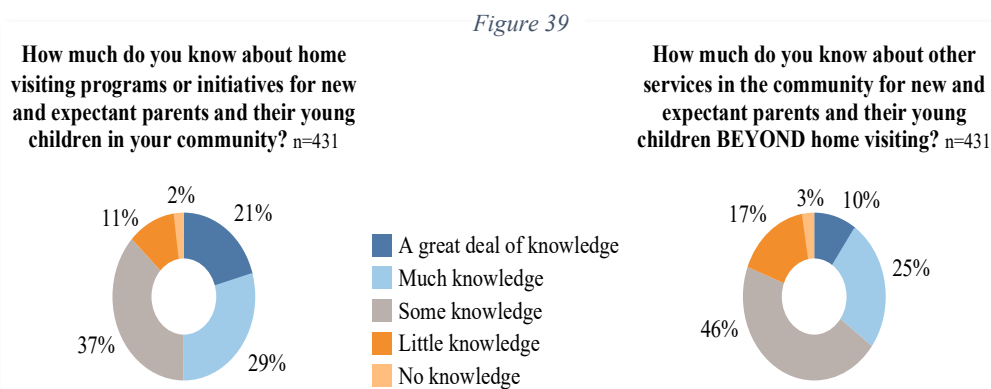 Figure 39
How much do you know about home
visiting programs or initiatives for new
and expectant parents and their young
children in your community? n=431
2%
21%
11%
37%
29%
A great deal of knowledge
Much knowledge
Some knowledge
Little knowledge
No knowledge
How much do you know about other
services in the community for new and
expectant parents and their young
children BEYOND home visiting? n=431
3%
10%
17%
25%
46%